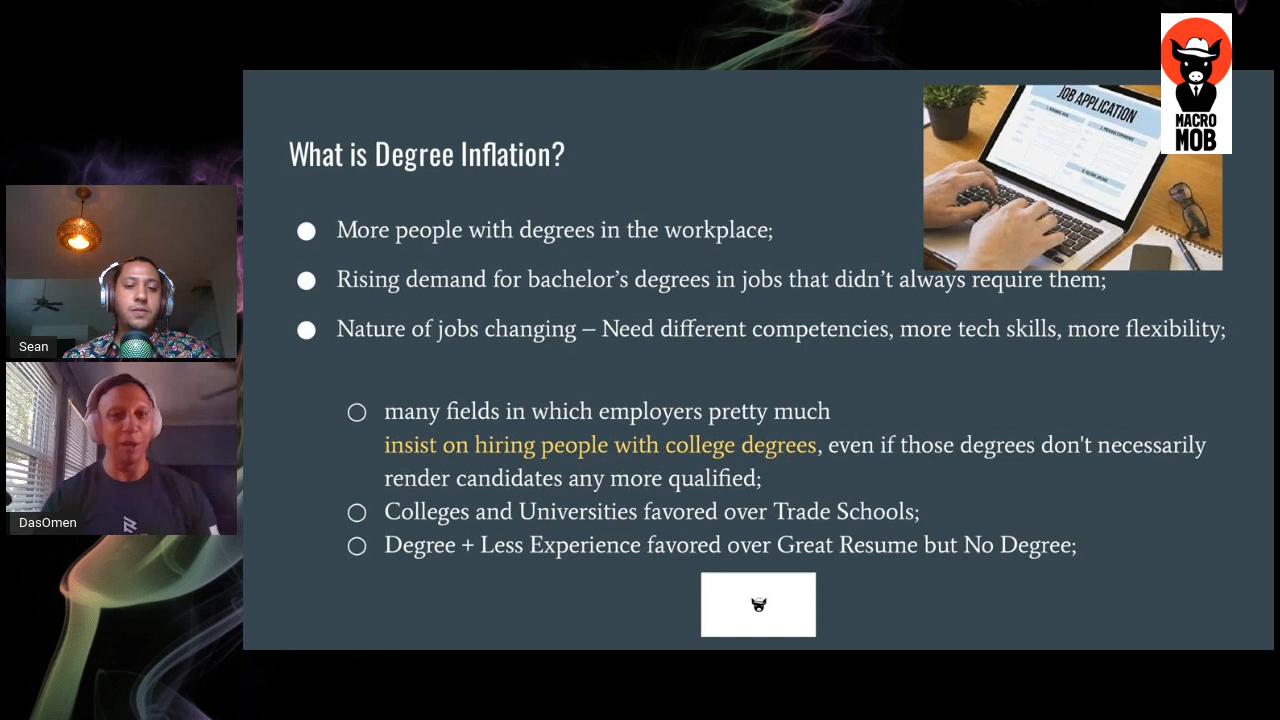 JOB APPLICATION
MACRO
MOB
What is Degree Inflation?
More people with degrees in the workplace;
Rising demand for bachelor’s degrees in jobs that didn’t always require them;
Nature of jobs changing – Need different competencies, more tech skills, more flexibility;
Sean
many fields in which employers pretty much
insist on hiring people with college degrees, even if those degrees don't necessarily
render candidates any more qualified;
Colleges and Universities favored over Trade Schools;
DasOmen
Degree + Less Experience favored over Great Resume but No Degree;